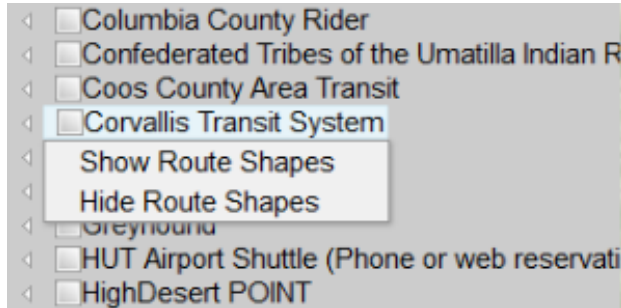 Columbia County Rider
Confederated Tribes of the Umatilla Indian R
Coos County Area Transit
Corvallis Transit System
Show Route Shapes
Hide Route Shapes
Greyhound
HUT Airport Shuttle (Phone or web reservati
HighDesert POINT